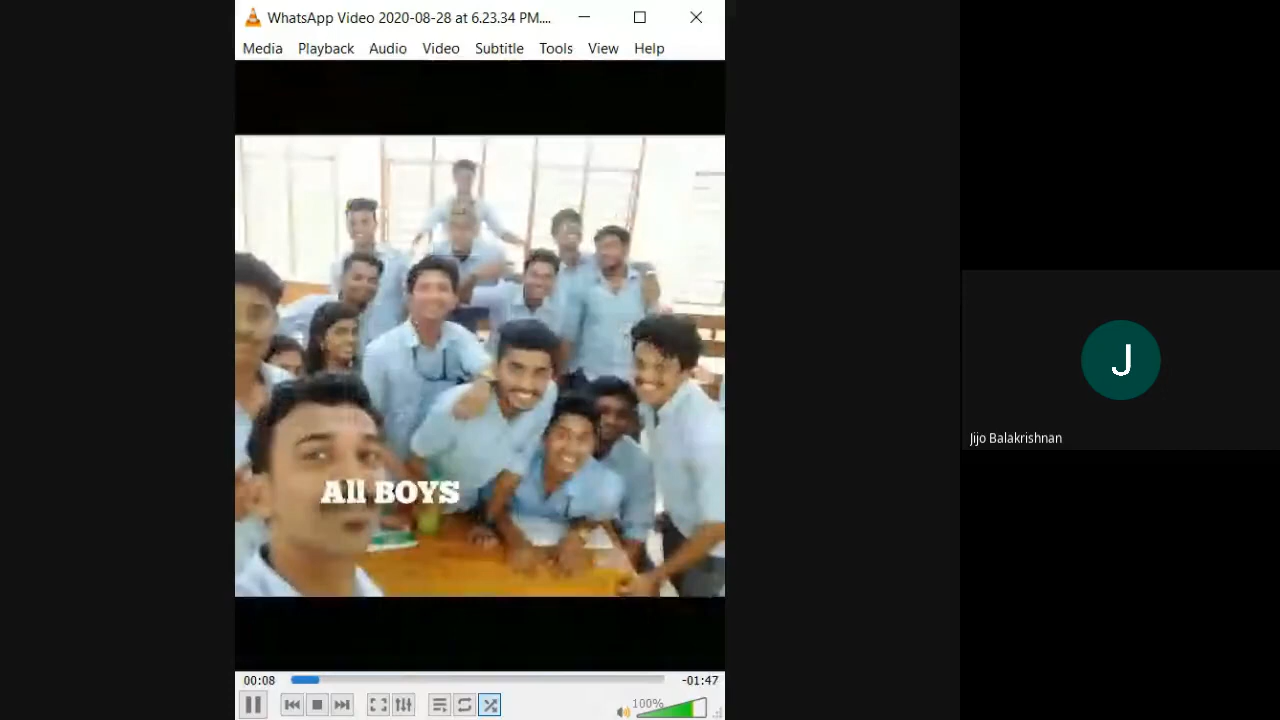 WhatsApp Video 2020-08-28 at 6.23.34 PM....
Media Playback Audio Video Subtitle Tools View Help
All BOYS
J
Jijo Balakrishnan
00:08
-01:47
100%